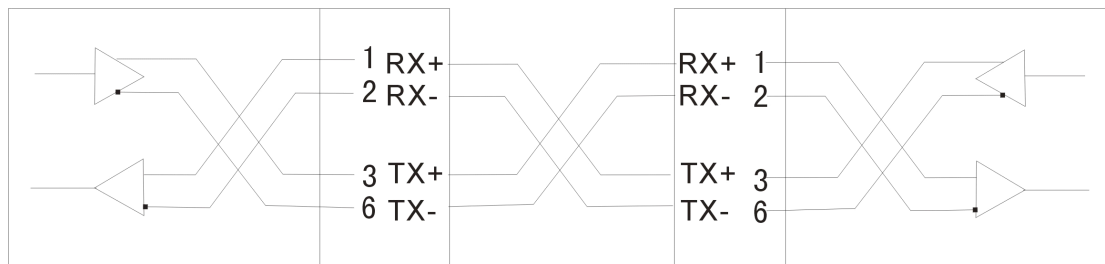 1 RX+ RX+ 1
2 RX- RX- 2
3 TX+ TX+ 3
6 TX- TX- 6